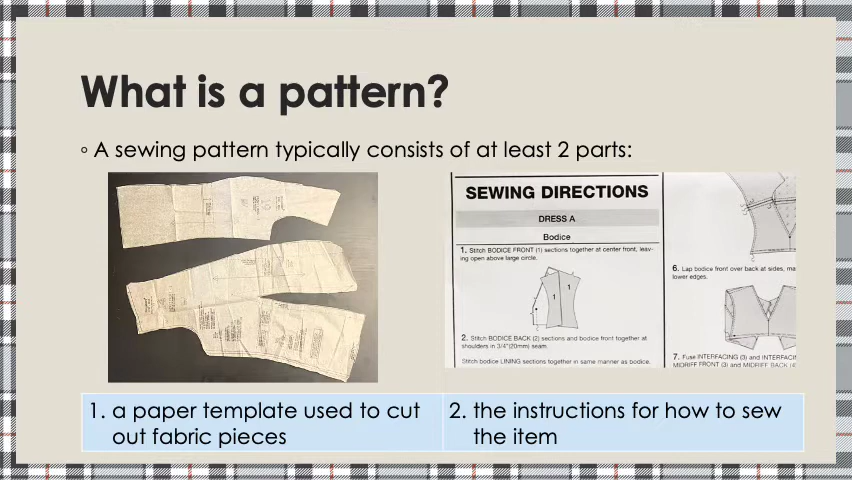 What is a pattern?
◦ A sewing pattern typically consists of at least 2 parts:
SEWING DIRECTIONS
DRESS A
Bodice
1. Stitch BODICE FRONT (1) sections together at center front, leav-
ing open above large circle.
1
1
2. Stitch BODICE BACK (2) sections and bodice front together at
shoulders in 3/4"(20mm) seam.
Stitch bodice LINING sections together in same manner as bodice.
6. Lap bodice front over back at sides, ma
lower edges.
7. Fuse INTERFACING (3) and INTERFACIN
MIDRIFF FRONT (3) and MIDRIFF BACK (4)
1. a paper template used to cut
out fabric pieces
2. the instructions for how to sew
the item